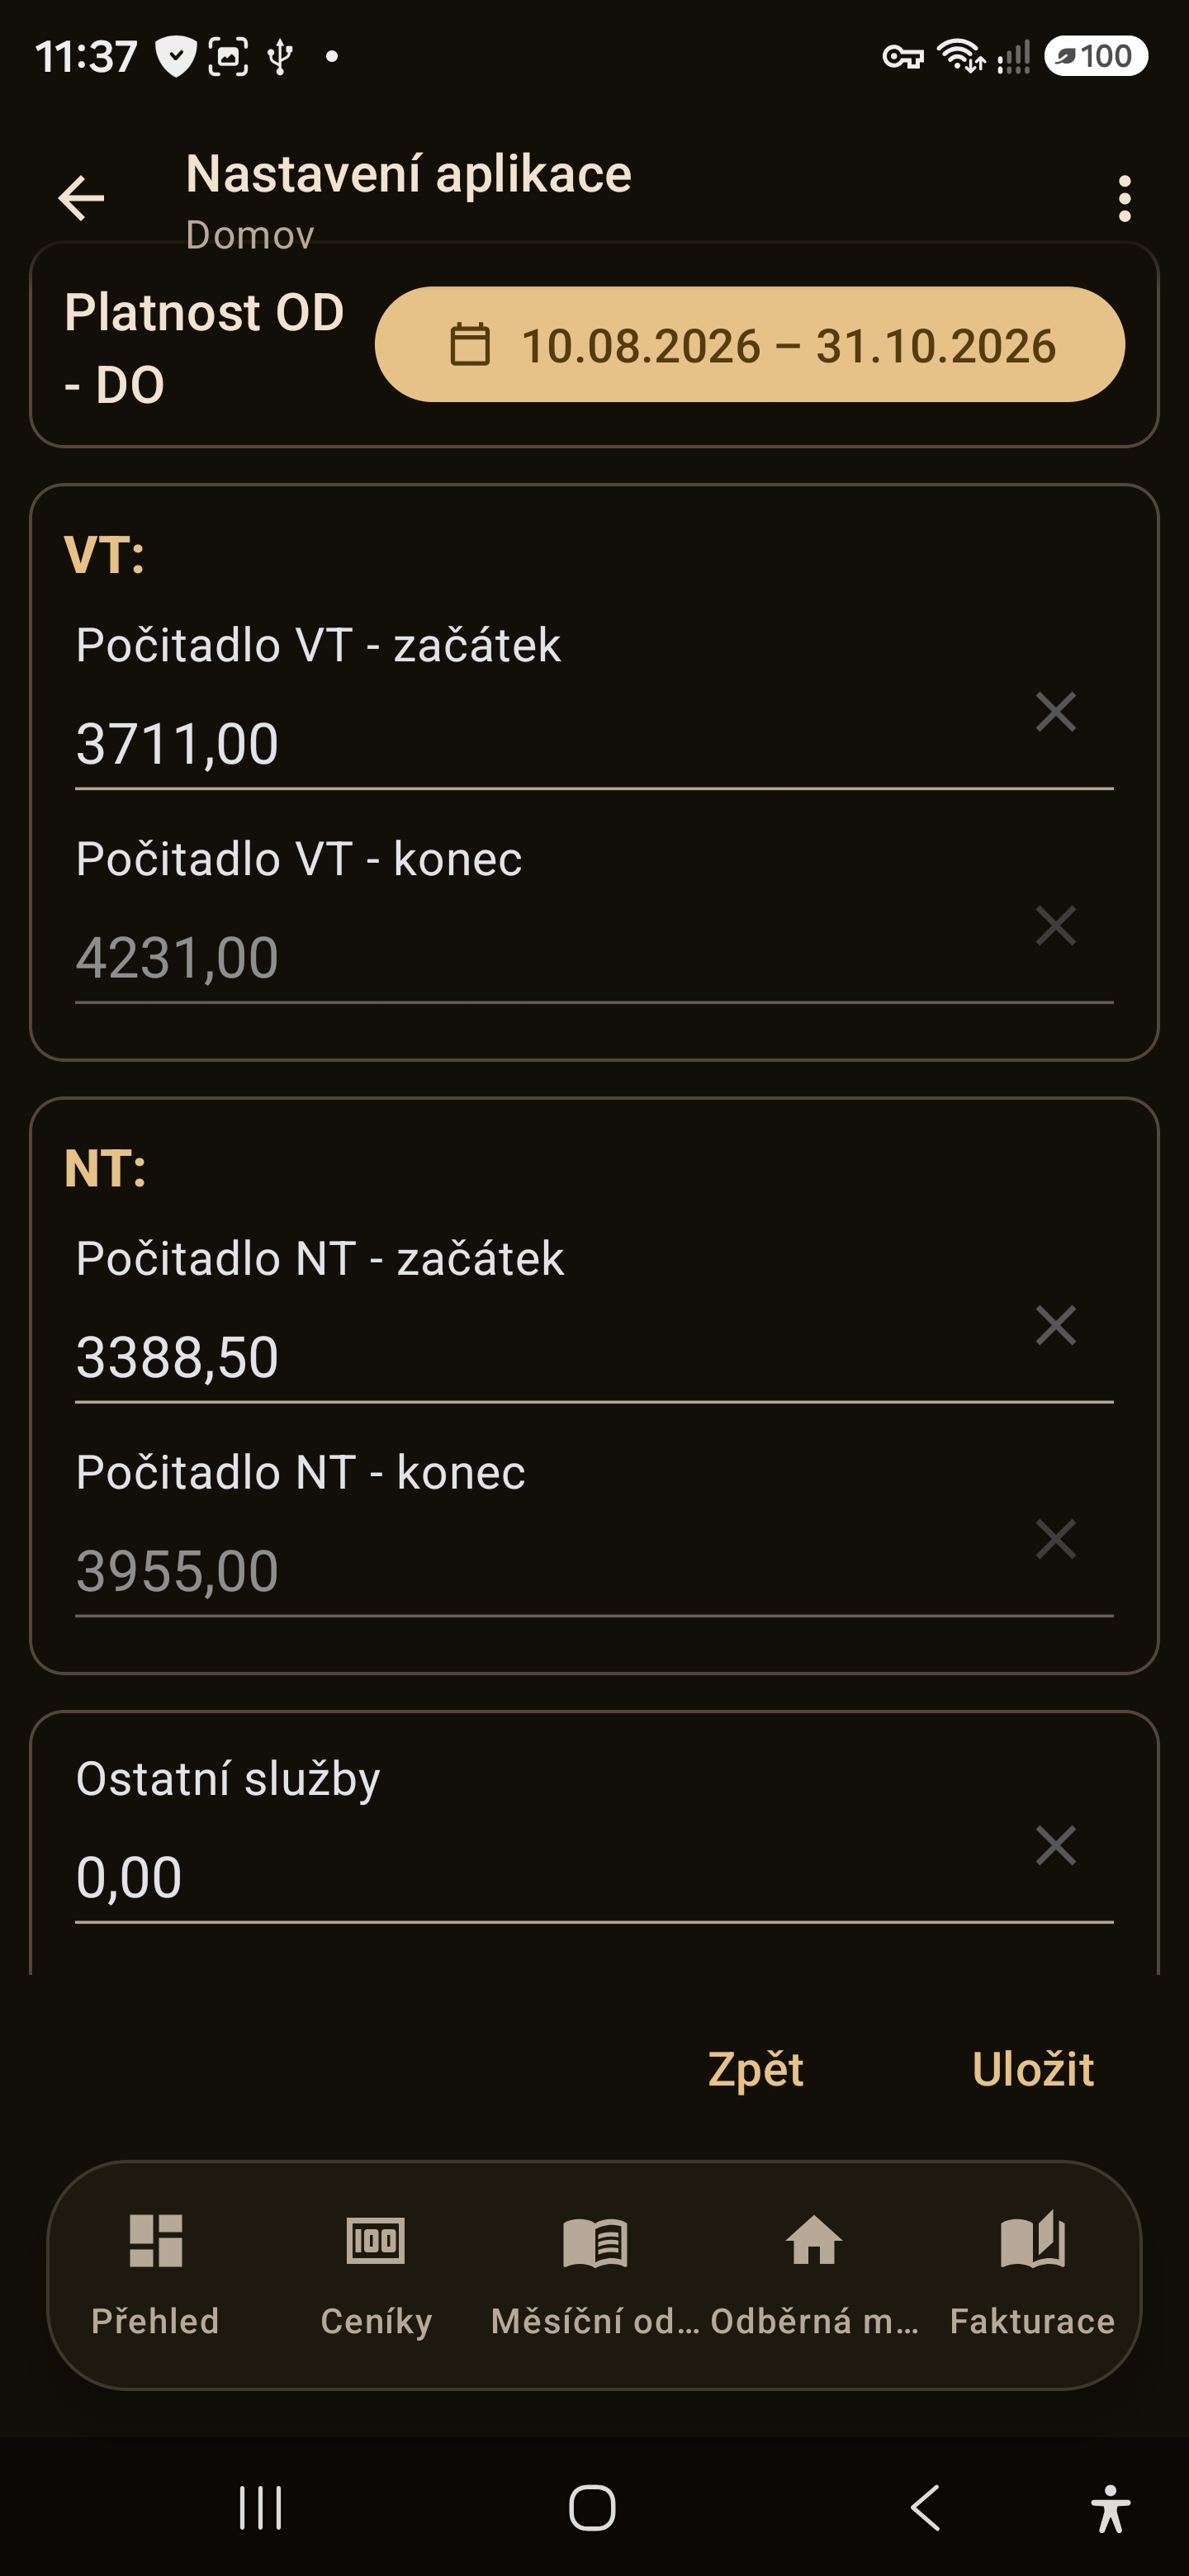 11:37
100
Nastavení aplikace
Domov
Platnost OD
- DO
10.08.2026 – 31.10.2026
VT:
Počitadlo VT - začátek
3711,00
Počitadlo VT - konec
4231,00
NT:
Počitadlo NT - začátek
3388,50
Počitadlo NT - konec
3955,00
Ostatní služby
0,00
Zpět
Uložit
Přehled
Ceníky
Měsíční od…
Odběrná m…
Fakturace